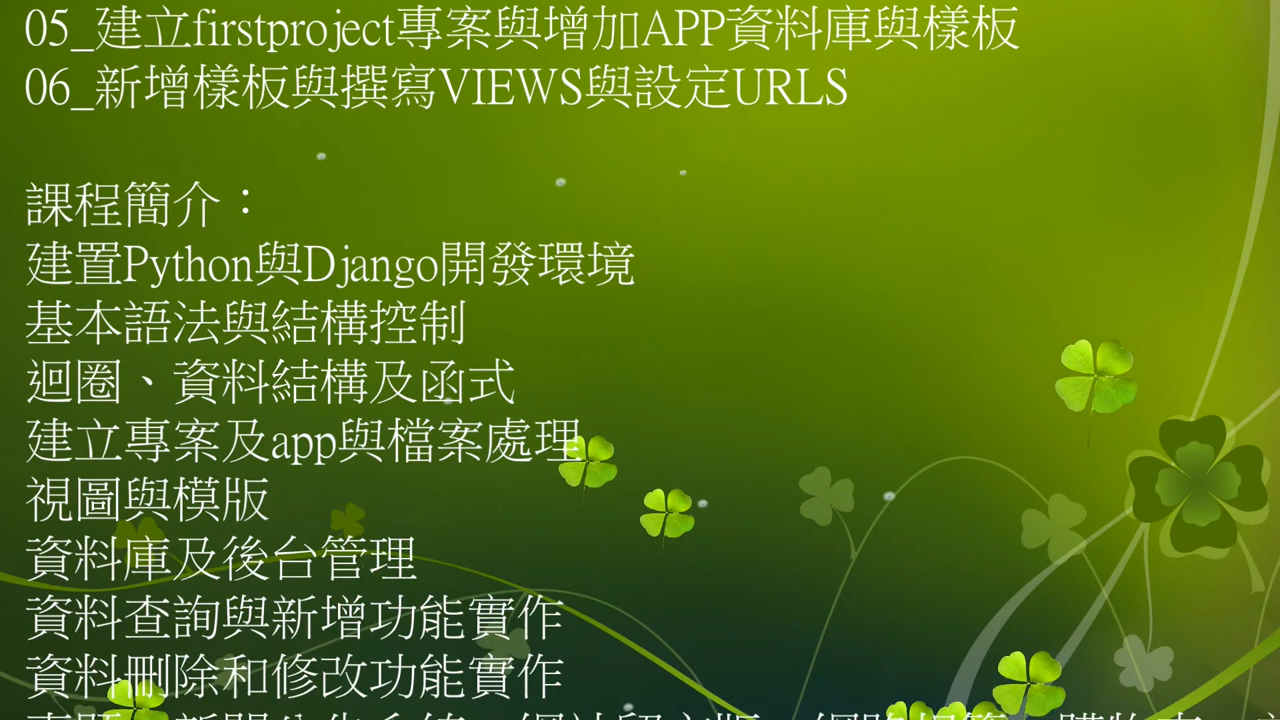 05_建立firstproject專案與增加APP資料庫與樣板
06_新增樣板與撰寫VIEWS與設定URLS
課程簡介：
建置Python與Django開發環境
基本語法與結構控制
迴圈、資料結構及函式
建立專案及app與檔案處理
視圖與模版
資料庫及後台管理
資料查詢與新增功能實作
資料刪除和修改功能實作